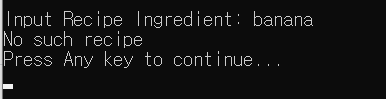 Input Recipe Ingredient: banana
No such recipe
Press Any key to continue...